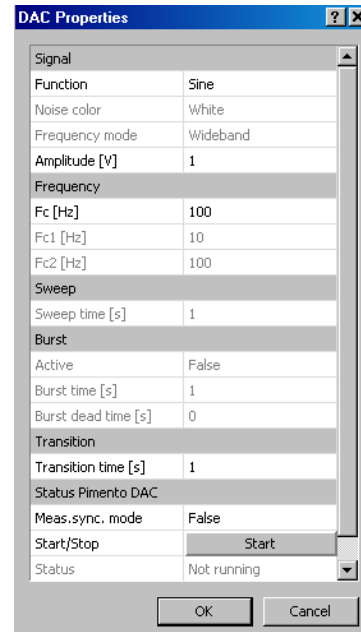 DAC Properties
Signal
Function Sine
Noise color White
Frequency mode Wideband
Amplitude [V] 1
Frequency
Fc [Hz] 100
Fc1 [Hz] 10
Fc2 [Hz] 100
Sweep
Sweep time [s] 1
Burst
Active False
Burst time [s] 1
Burst dead time [s] 0
Transition
Transition time [s] 1
Status Pimento DAC
Meas.sync. mode False
Start/Stop Start
Status Not running
OK Cancel